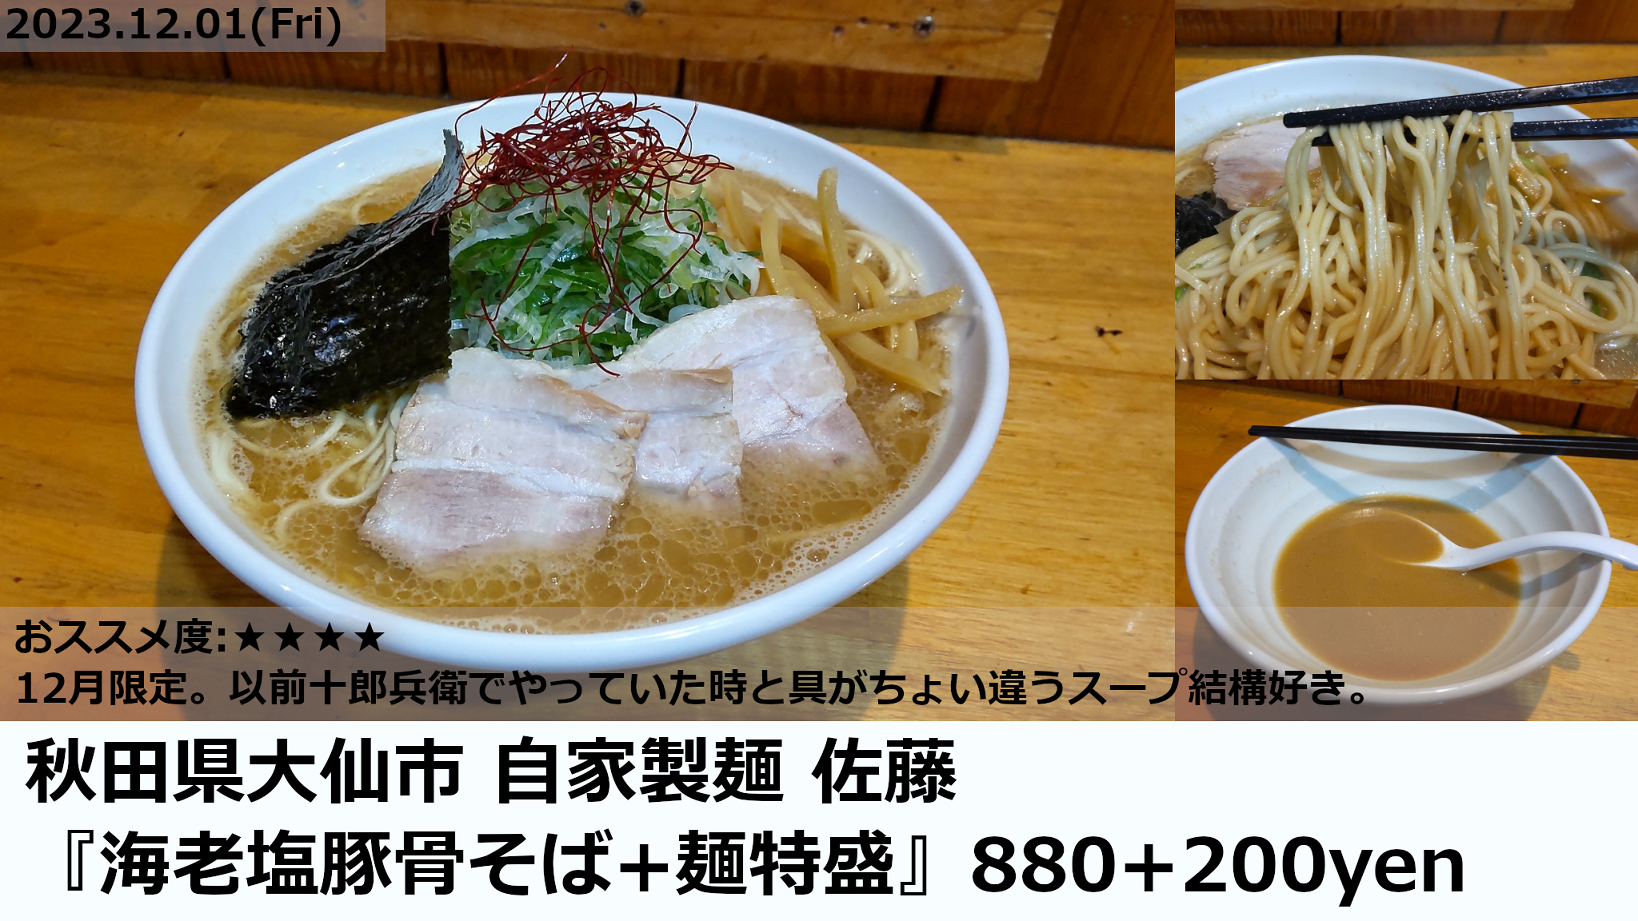 2023.12.01(Fri)
おススメ度:★★★★
12月限定。以前十郎兵衛でやっていた時と具がちょい違うスープ結構好き。
秋田県大仙市 自家製麺 佐藤
『海老塩豚骨そば+麺特盛』880+200yen